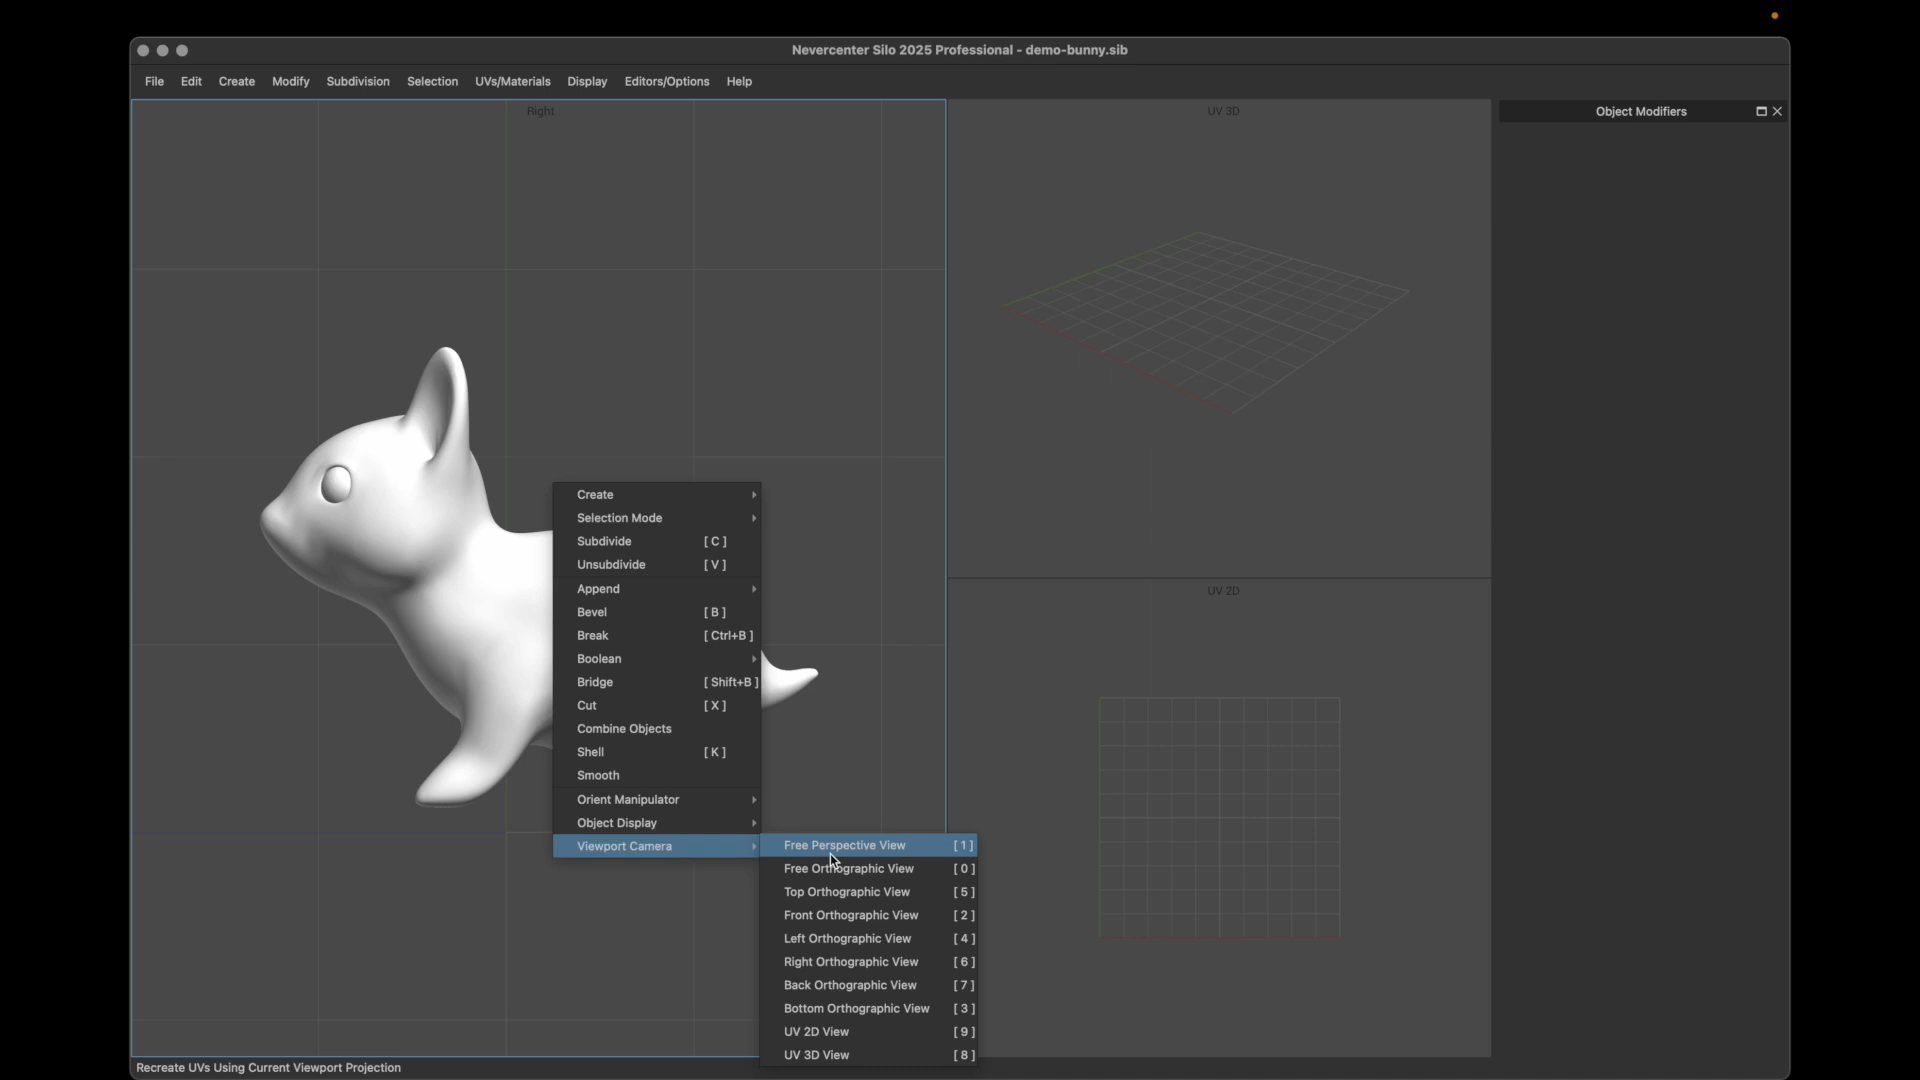 Nevercenter Silo 2025 Professional - demo-bunny.sib
File Edit Create Modify Subdivision Selection UVs/Materials Display Editors/Options Help
Right
UV 3D
Object Modifiers
UV 2D
Create
Selection Mode
Subdivide [ C ]
Unsubdivide [ V ]
Append
Bevel [ B ]
Break [ Ctrl+B ]
Boolean
Bridge [ Shift+B ]
Cut [ X ]
Combine Objects
Shell [ K ]
Smooth
Orient Manipulator
Object Display
Viewport Camera
Free Perspective View [ 1 ]
Free Orthographic View [ 0 ]
Top Orthographic View [ 5 ]
Front Orthographic View [ 2 ]
Left Orthographic View [ 4 ]
Right Orthographic View [ 6 ]
Back Orthographic View [ 7 ]
Bottom Orthographic View [ 3 ]
UV 2D View [ 9 ]
UV 3D View [ 8 ]
Recreate UVs Using Current Viewport Projection